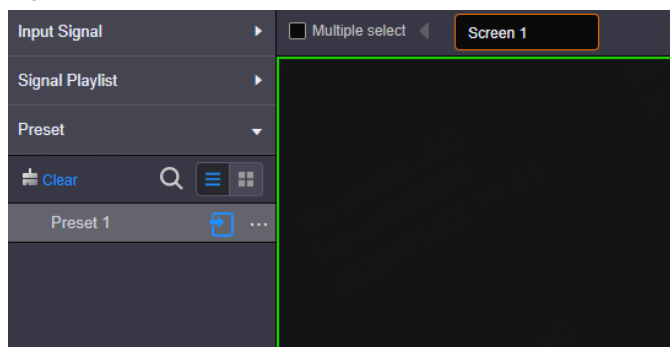 Input Signal
Multiple select
Screen 1
Signal Playlist
Preset
Clear
Preset 1